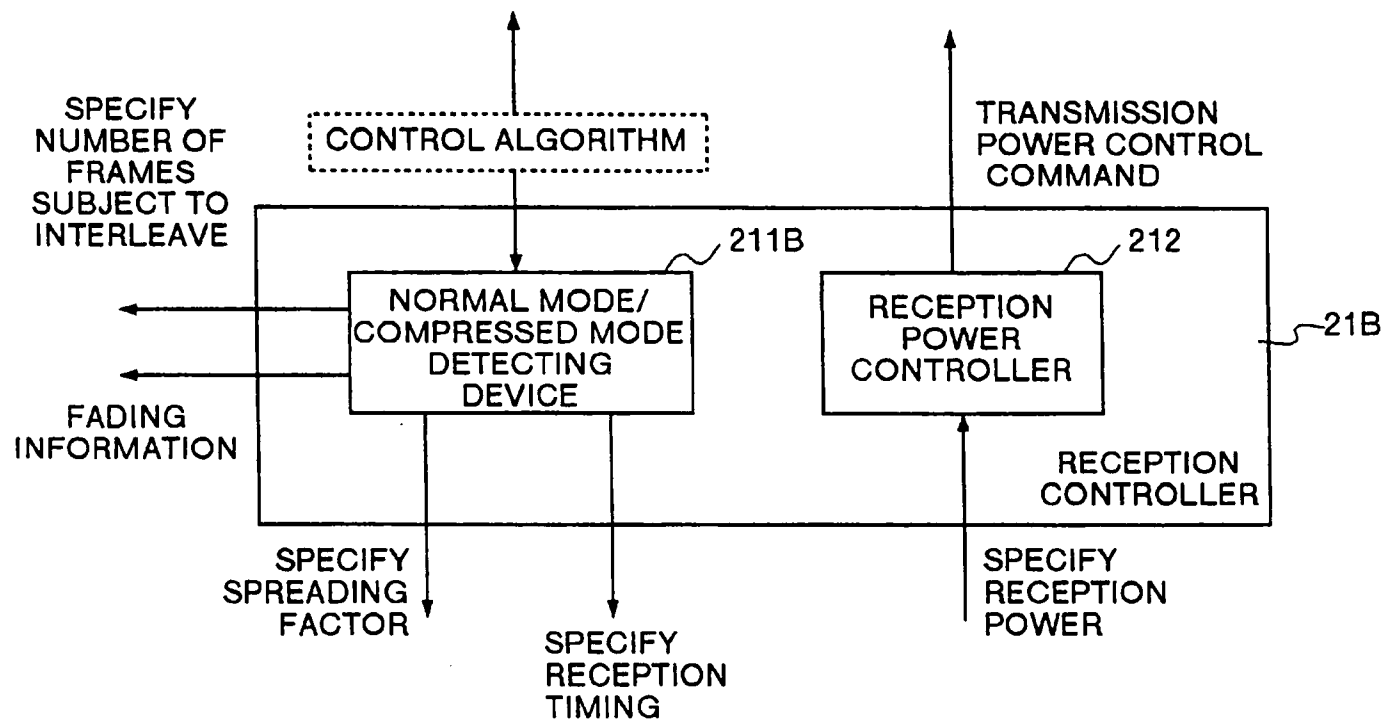 SPECIFY
NUMBER OF
FRAMES
SUBJECT TO
INTERLEAVE
CONTROL ALGORITHM
TRANSMISSION
POWER CONTROL
COMMAND
211B
212
NORMAL MODE/
COMPRESSED MODE
DETECTING
DEVICE
RECEPTION
POWER
CONTROLLER
21B
FADING
INFORMATION
RECEPTION
CONTROLLER
SPECIFY
SPREADING
FACTOR
SPECIFY
RECEPTION
TIMING
SPECIFY
RECEPTION
POWER